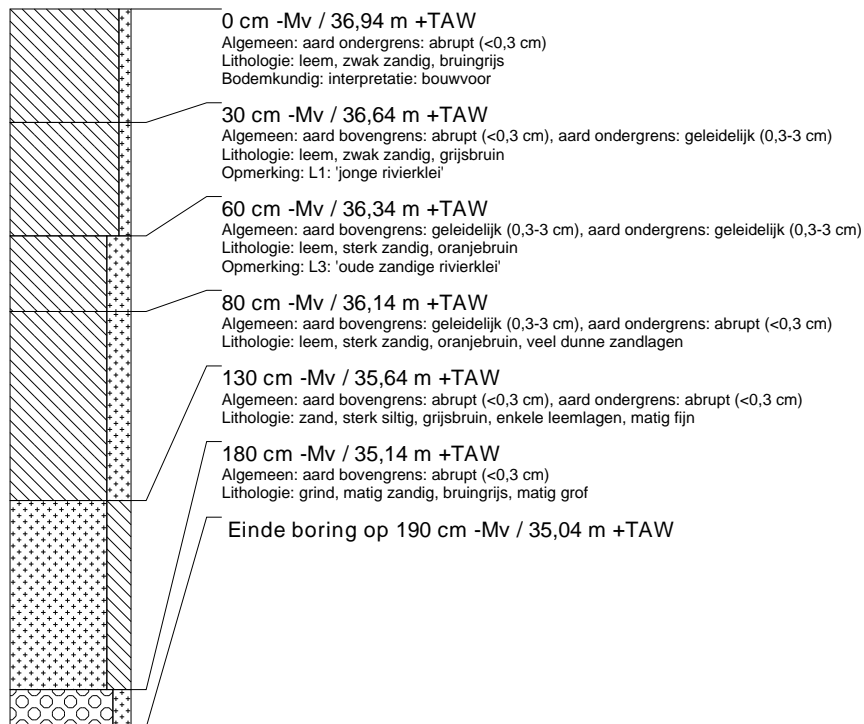 0 cm -Mv / 36,94 m +TAW
Algemeen: aard ondergrens: abrupt (<0,3 cm)
Lithologie: leem, zwak zandig, bruingrijs
Bodemkundig: interpretatie: bouwvoor
30 cm -Mv / 36,64 m +TAW
Algemeen: aard bovengrens: abrupt (<0,3 cm), aard ondergrens: geleidelijk (0,3-3 cm)
Lithologie: leem, zwak zandig, grijsbruin
Opmerking: L1: 'jonge rivierklei'
60 cm -Mv / 36,34 m +TAW
Algemeen: aard bovengrens: geleidelijk (0,3-3 cm), aard ondergrens: geleidelijk (0,3-3 cm)
Lithologie: leem, sterk zandig, oranjebruin
Opmerking: L3: 'oude zandige rivierklei'
80 cm -Mv / 36,14 m +TAW
Algemeen: aard bovengrens: geleidelijk (0,3-3 cm), aard ondergrens: abrupt (<0,3 cm)
Lithologie: leem, sterk zandig, oranjebruin, veel dunne zandlagen
130 cm -Mv / 35,64 m +TAW
Algemeen: aard bovengrens: abrupt (<0,3 cm), aard ondergrens: abrupt (<0,3 cm)
Lithologie: zand, sterk siltig, grijsbruin, enkele leemlagen, matig fijn
180 cm -Mv / 35,14 m +TAW
Algemeen: aard bovengrens: abrupt (<0,3 cm)
Lithologie: grind, matig zandig, bruingrijs, matig grof
Einde boring op 190 cm -Mv / 35,04 m +TAW